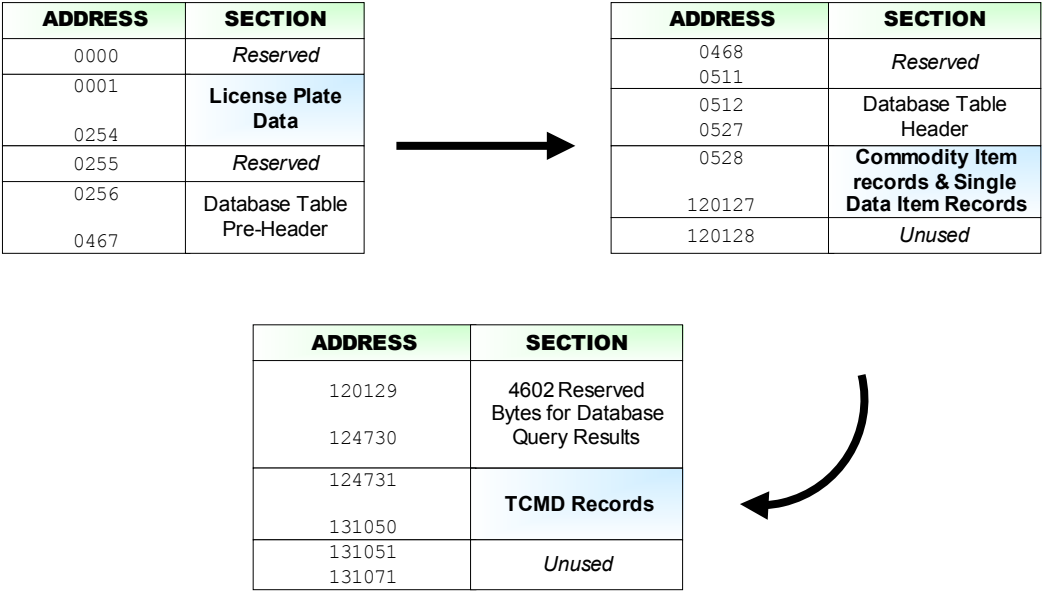 ADDRESS SECTION
0000 Reserved
0001
License Plate
Data
0254
0255 Reserved
0256
Database Table
Pre-Header
0467
ADDRESS SECTION
0468
Reserved
0511
0512 Database Table
0527 Header
0528 Commodity Item
records & Single
120127 Data Item Records
120128 Unused
ADDRESS SECTION
120129 4602 Reserved
Bytes for Database
124730 Query Results
124731
TCMD Records
131050
131051
Unused
131071